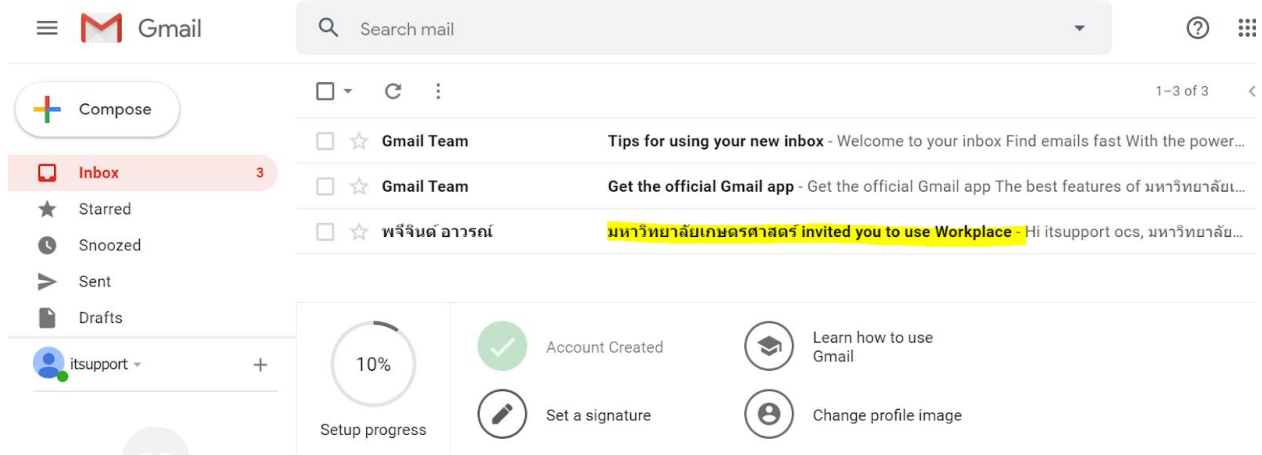 Gmail
Search mail
Compose
1–3 of 3
Inbox 3
Starred
Snoozed
Sent
Drafts
itsupport
Gmail Team Tips for using your new inbox - Welcome to your inbox Find emails fast With the power...
Gmail Team Get the official Gmail app - Get the official Gmail app The best features of มหาวิทยาลัยเ...
พจีจินต์ อาวรณ์ มหาวิทยาลัยเกษตรศาสตร์ invited you to use Workplace - Hi itsupport ocs, มหาวิทยาลัย...
10%
Setup progress
Account Created
Learn how to use
Gmail
Set a signature
Change profile image